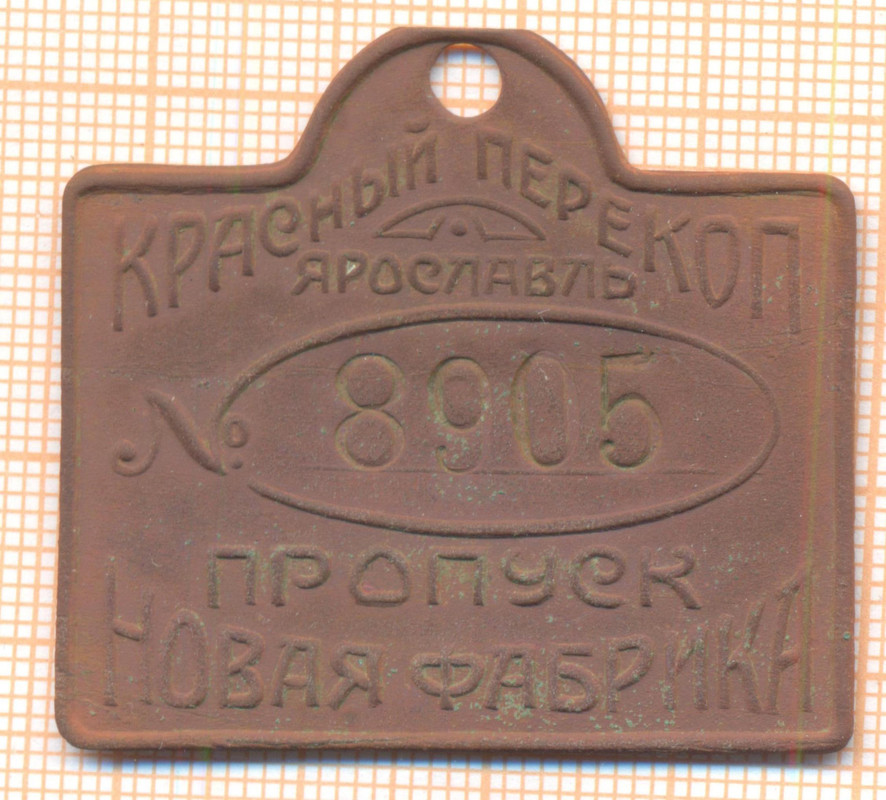 КРАСНЫЙ ПЕРЕКОП
ЯРОСЛАВЛЬ
№ 8905
ПРОПУСК
НОВАЯ ФАБРИКА